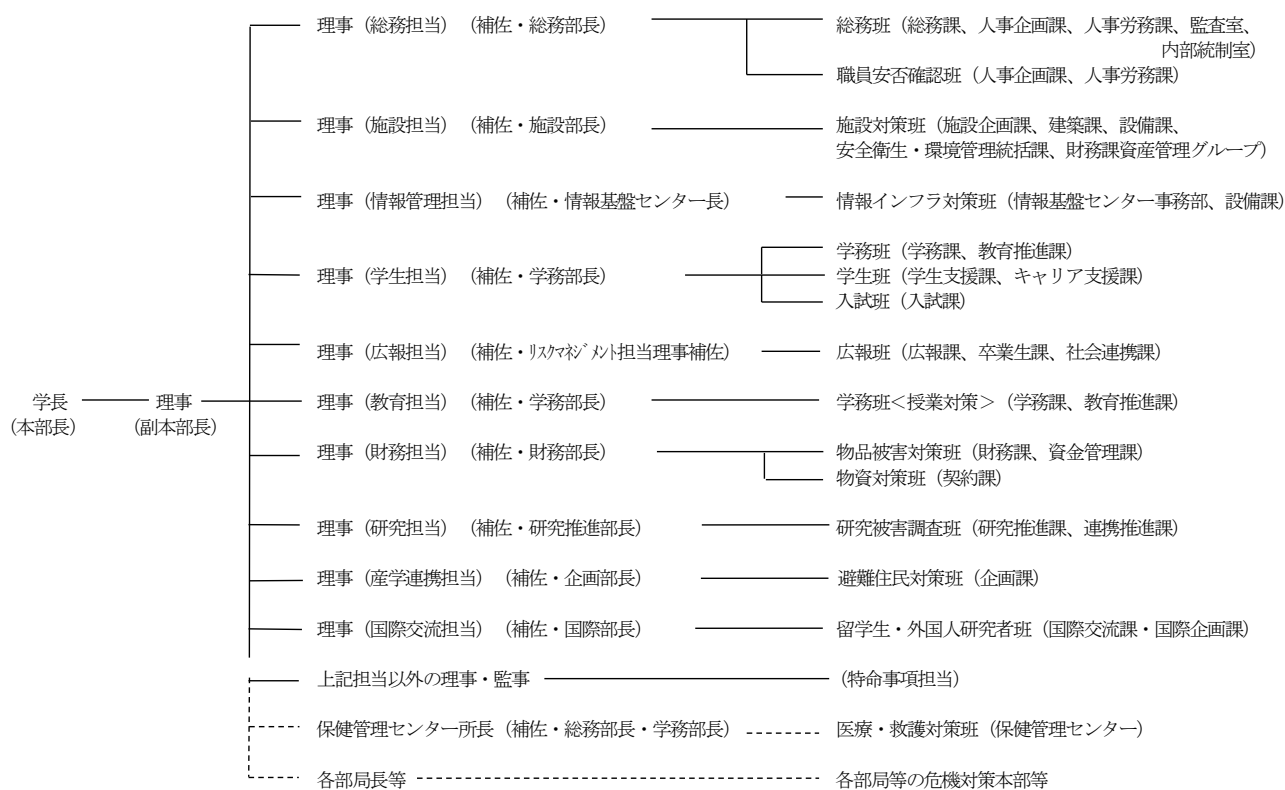 理事（総務担当）　（補佐・総務部長）　総務班（総務課、人事企画課、人事労務課、監査室、
内部統制室）
職員安否確認班（人事企画課、人事労務課）
理事（施設担当）　（補佐・施設部長）　施設対策班（施設企画課、建築課、設備課、
安全衛生・環境管理統括課、財務課資産管理グループ）
理事（情報管理担当）　（補佐・情報基盤センター長）　情報インフラ対策班（情報基盤センター事務部、設備課）
学務班（学務課、教育推進課）
理事（学生担当）　（補佐・学務部長）　学生班（学生支援課、キャリア支援課）
入試班（入試課）
理事（広報担当）　（補佐・ﾘｽｸﾏﾈｼﾞﾒﾝﾄ担当理事補佐）　広報班（広報課、卒業生課、社会連携課）
学長　理事　理事（教育担当）　（補佐・学務部長）　学務班＜授業対策＞（学務課、教育推進課）
（本部長）　（副本部長）
理事（財務担当）　（補佐・財務部長）　物品被害対策班（財務課、資金管理課）
物資対策班（契約課）
理事（研究担当）　（補佐・研究推進部長）　研究被害調査班（研究推進課、連携推進課）
理事（産学連携担当）　（補佐・企画部長）　避難住民対策班（企画課）
理事（国際交流担当）　（補佐・国際部長）　留学生・外国人研究者班（国際交流課・国際企画課）
上記担当以外の理事・監事　（特命事項担当）
保健管理センター所長（補佐・総務部長・学務部長）　医療・救護対策班（保健管理センター）
各部局長等　各部局等の危機対策本部等